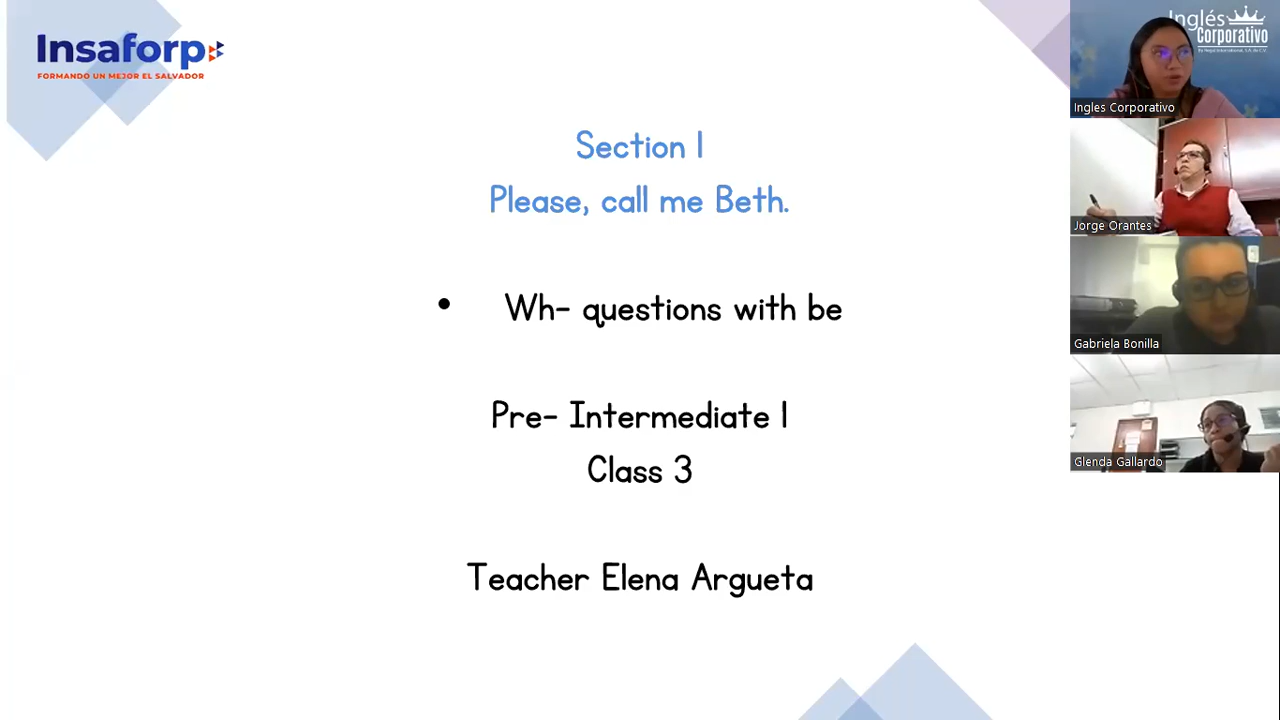 Insaforp
FORMANDO UN MEJOR EL SALVADOR
Section 1
Please, call me Beth.
• Wh- questions with be
Pre- Intermediate 1
Class 3
Teacher Elena Argueta
Inglés
Corporativo
Ingles Corporativo
Jorge Orantes
Gabriela Bonilla
Glenda Gallardo